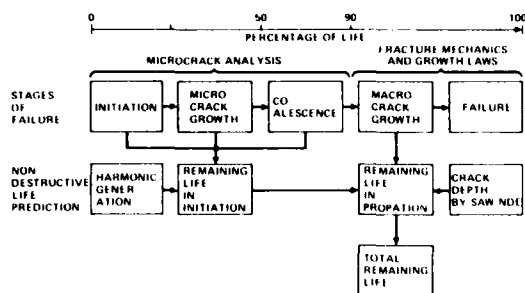 0 50 90 100
PERCENTAGE OF LIFE
MICROCRACK ANALYSIS
FRACTURE MECHANICS
AND GROWTH LAWS
STAGES
OF
FAILURE
INITIATION
MICRO
CRACK
GROWTH
CO
ALESCENCE
MACRO
CRACK
GROWTH
FAILURE
NON
DESTRUCTIVE
LIFE
PREDICTION
HARMONIC
GENER
ATION
REMAINING
LIFE
IN
INITIATION
REMAINING
LIFE
IN
PROPATION
CRACK
DEPTH
BY SAW NDE
TOTAL
REMAINING
LIFE